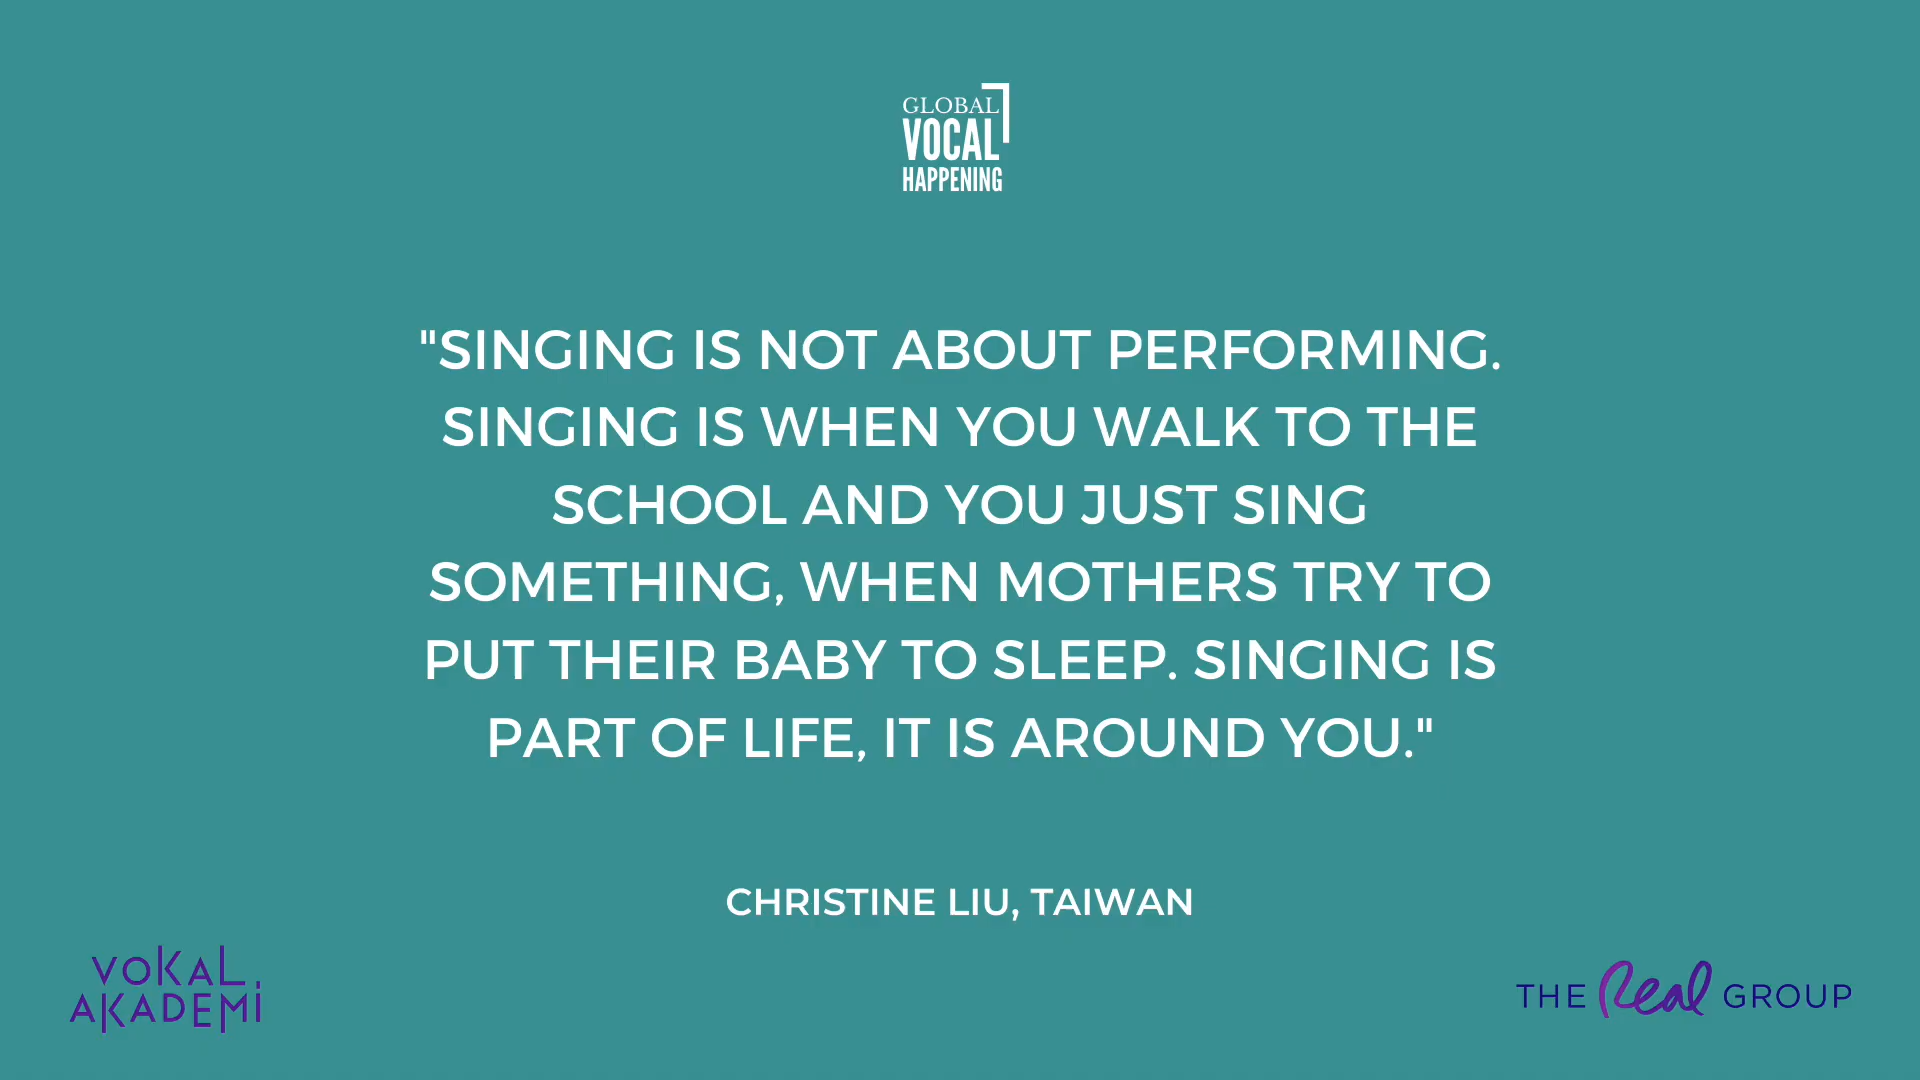 GLOBAL
VOCAL
HAPPENING
"SINGING IS NOT ABOUT PERFORMING.
SINGING IS WHEN YOU WALK TO THE
SCHOOL AND YOU JUST SING
SOMETHING, WHEN MOTHERS TRY TO
PUT THEIR BABY TO SLEEP. SINGING IS
PART OF LIFE, IT IS AROUND YOU."
CHRISTINE LIU, TAIWAN
VOKAL
AKADEMi
THE Real GROUP